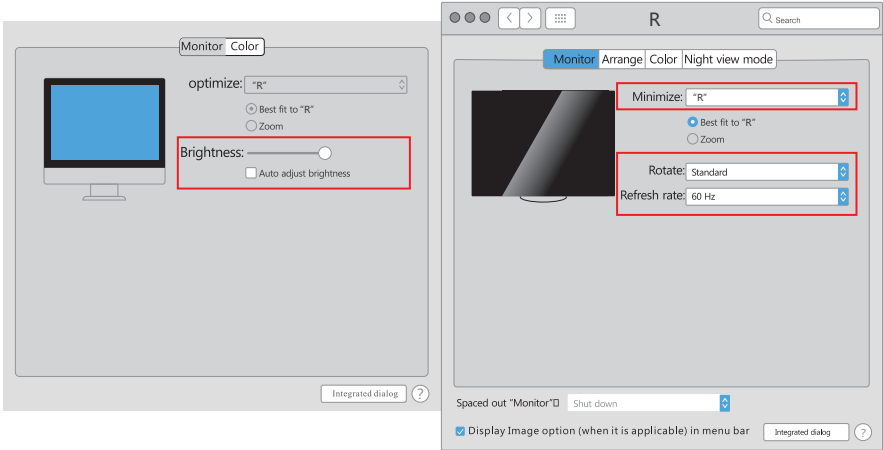 Monitor Color
optimize: "R"
Best fit to "R"
Zoom
Brightness:
Auto adjust brightness
Integrated dialog ?
R
Search
Monitor Arrange Color Night view mode
Minimize: "R"
Best fit to "R"
Zoom
Rotate: Standard
Refresh rate: 60 Hz
Spaced out "Monitor"▯ Shut down
Display Image option (when it is applicable) in menu bar
Integrated dialog ?